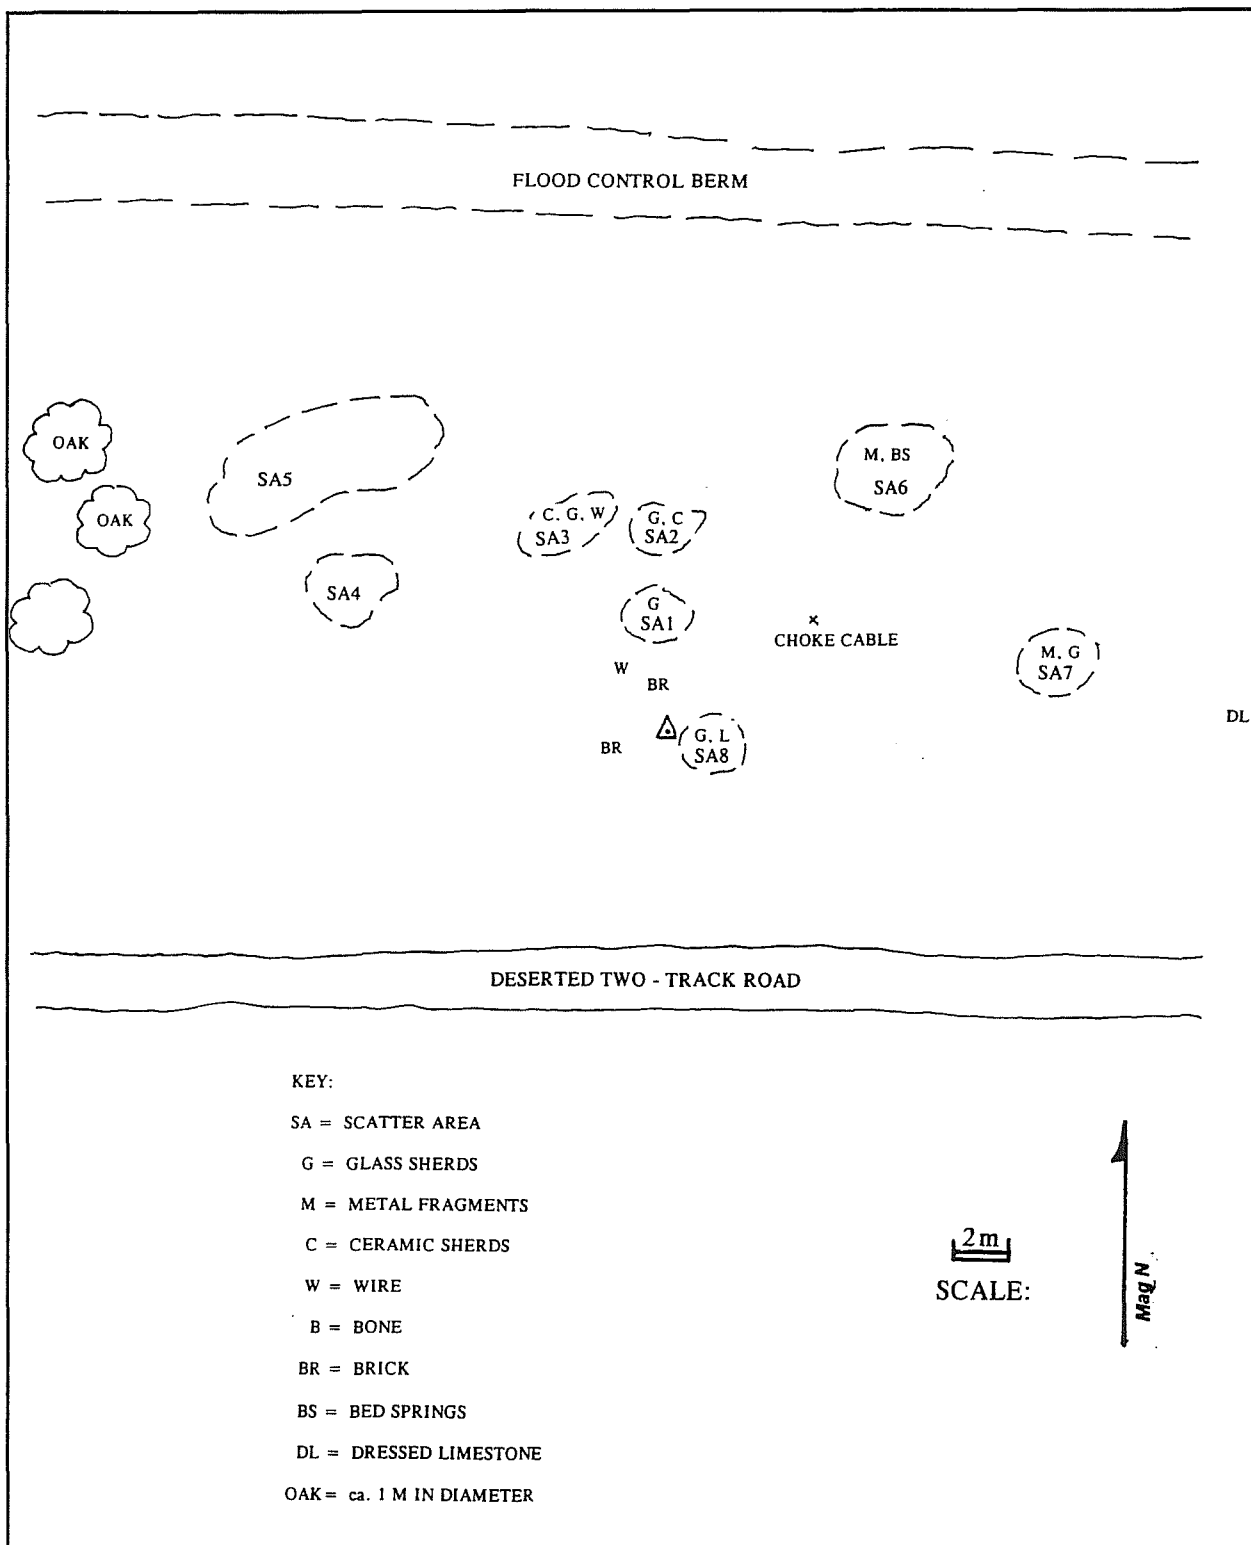 FLOOD CONTROL BERM
OAK
OAK
SA5
SA4
C, G, W
SA3
G, C
SA2
G
SA1
M, BS
SA6
x
CHOKE CABLE
M, G
SA7
W
BR
BR
G, L
SA8
DL
DESERTED TWO - TRACK ROAD
KEY:
SA = SCATTER AREA
G = GLASS SHERDS
M = METAL FRAGMENTS
C = CERAMIC SHERDS
W = WIRE
B = BONE
BR = BRICK
BS = BED SPRINGS
DL = DRESSED LIMESTONE
OAK = ca. 1 M IN DIAMETER
2m
SCALE:
Mag N